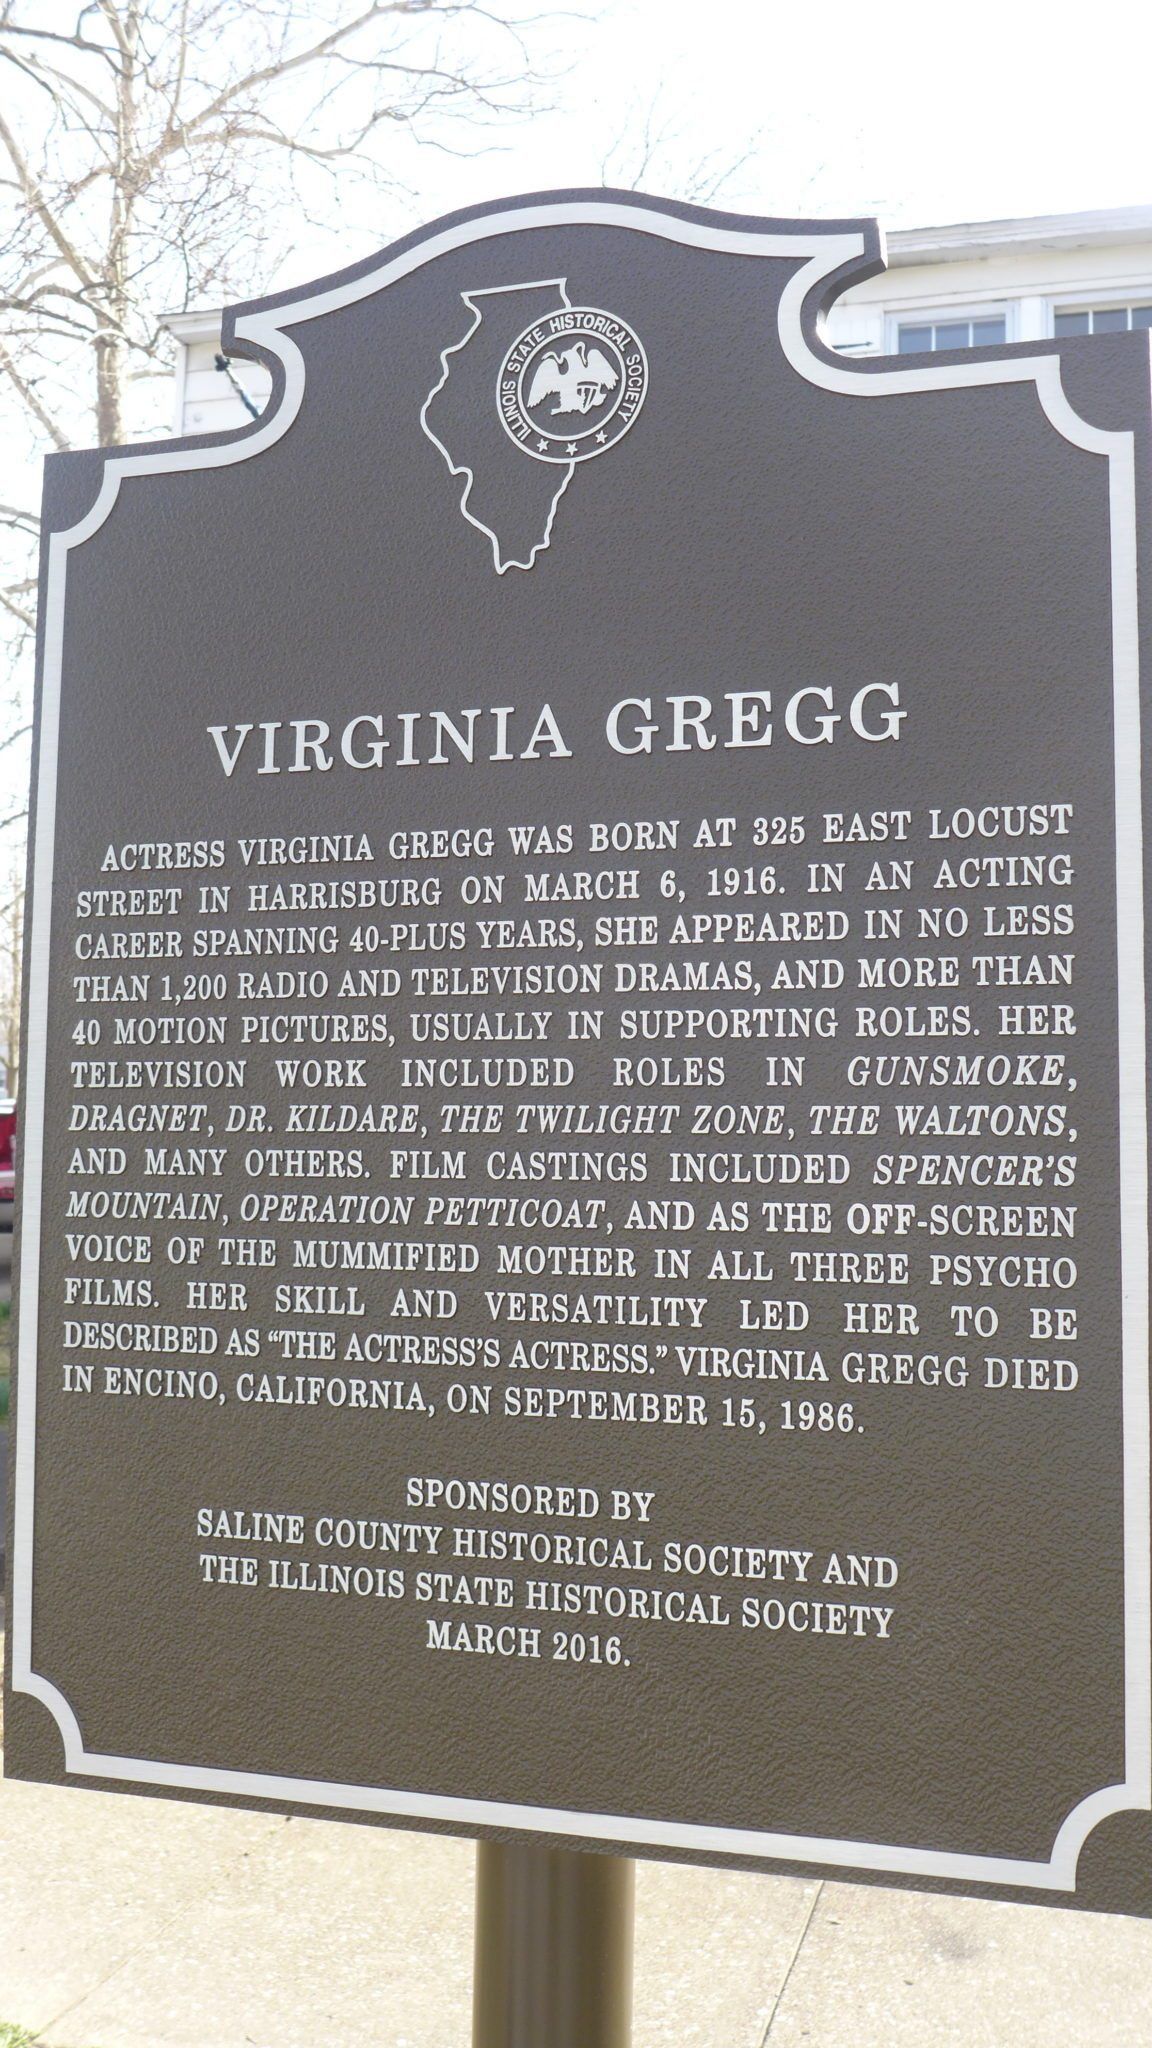 ILLINOIS STATE HISTORICAL SOCIETY
VIRGINIA GREGG
ACTRESS VIRGINIA GREGG WAS BORN AT 325 EAST LOCUST
STREET IN HARRISBURG ON MARCH 6, 1916. IN AN ACTING
CAREER SPANNING 40-PLUS YEARS, SHE APPEARED IN NO LESS
THAN 1,200 RADIO AND TELEVISION DRAMAS, AND MORE THAN
40 MOTION PICTURES, USUALLY IN SUPPORTING ROLES. HER
TELEVISION WORK INCLUDED ROLES IN GUNSMOKE,
DRAGNET, DR. KILDARE, THE TWILIGHT ZONE, THE WALTONS,
AND MANY OTHERS. FILM CASTINGS INCLUDED SPENCER'S
MOUNTAIN, OPERATION PETTICOAT, AND AS THE OFF-SCREEN
VOICE OF THE MUMMIFIED MOTHER IN ALL THREE PSYCHO
FILMS. HER SKILL AND VERSATILITY LED HER TO BE
DESCRIBED AS “THE ACTRESS'S ACTRESS.” VIRGINIA GREGG DIED
IN ENCINO, CALIFORNIA, ON SEPTEMBER 15, 1986.
SPONSORED BY
SALINE COUNTY HISTORICAL SOCIETY AND
THE ILLINOIS STATE HISTORICAL SOCIETY
MARCH 2016.